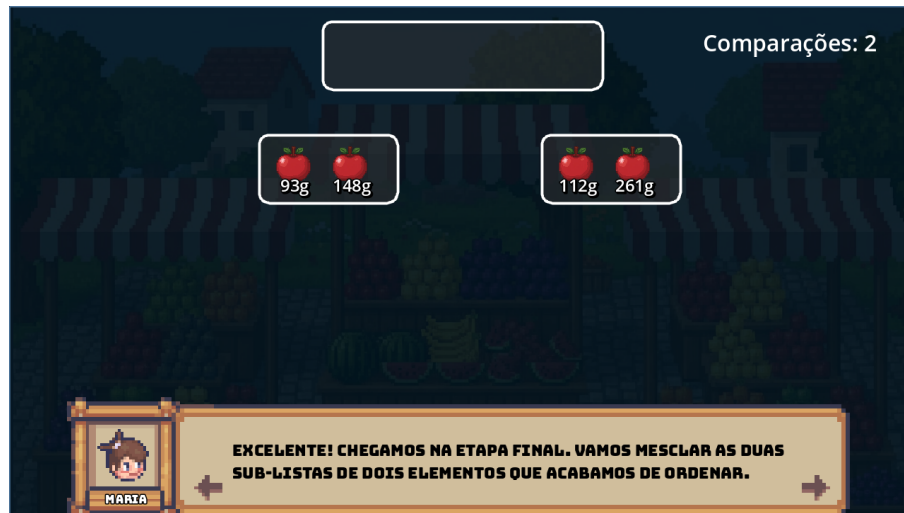 Comparações: 2
93g 148g 112g 261g
EXCELENTE! CHEGAMOS NA ETAPA FINAL. VAMOS MESCLAR AS DUAS
SUB-LISTAS DE DOIS ELEMENTOS QUE ACABAMOS DE ORDENAR.
MARIA